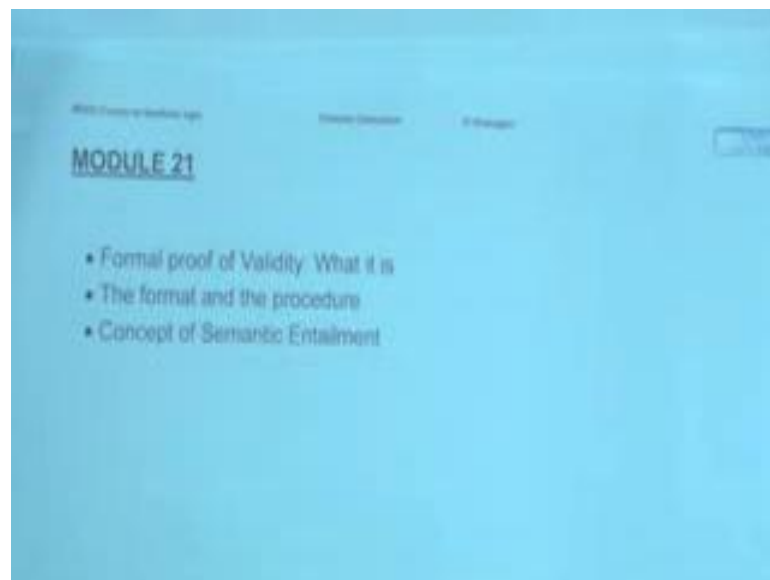 MODULE 21
• Formal proof of Validity: What it is
• The format and the procedure
• Concept of Semantic Entailment